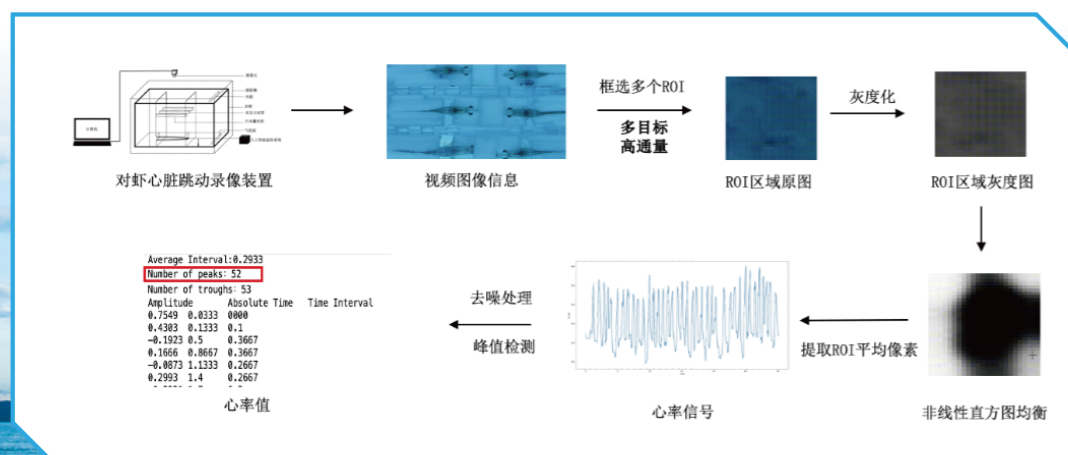 框选多个ROI
多目标
高通量
灰度化
对虾心脏跳动录像装置
视频图像信息
ROI区域原图
ROI区域灰度图
Average Interval:0.2933
Number of peaks: 52
Number of troughs: 53
Amplitude Absolute Time Time Interval
0.7549 0.0333 0000
0.4303 0.1333 0.1
-0.1923 0.5 0.3667
0.1666 0.8667 0.3667
-0.0873 1.1333 0.2667
0.2993 1.4 0.2667
去噪处理
峰值检测
提取ROI平均像素
心率值
心率信号
非线性直方图均衡